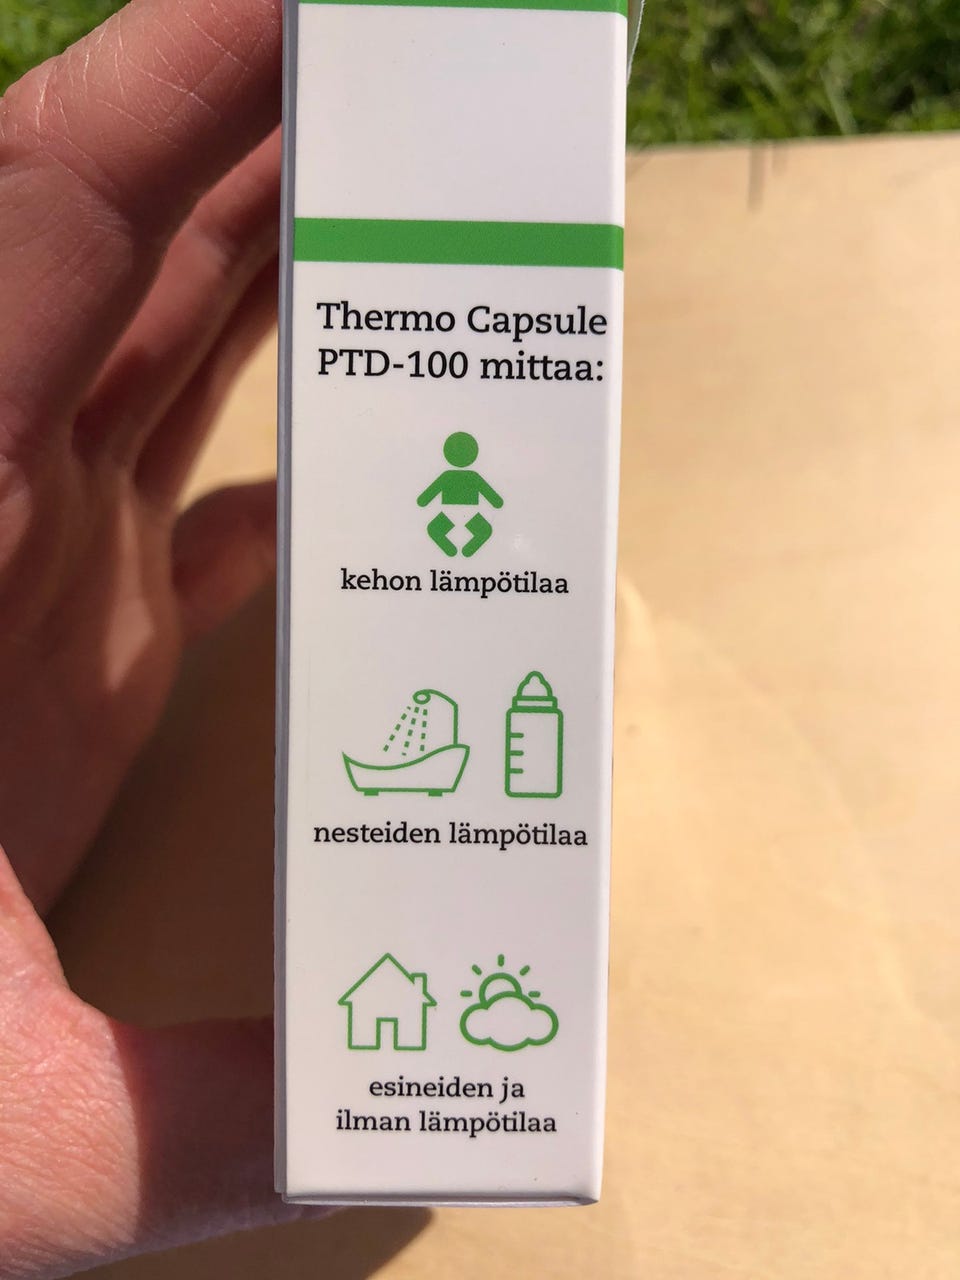 Thermo Capsule
PTD-100 mittaa:
kehon lämpötilaa
nesteiden lämpötilaa
esineiden ja
ilman lämpötilaa